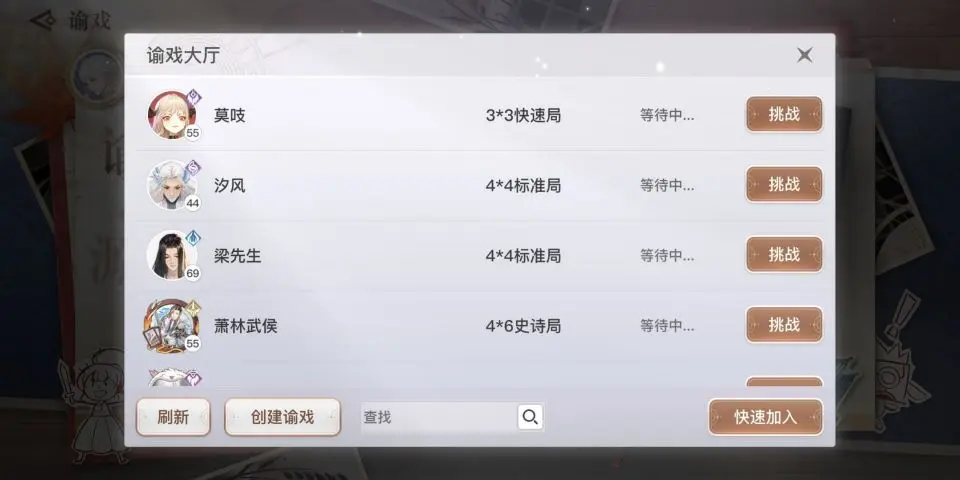 谕戏
谕戏大厅
55 莫吱 3*3快速局 等待中... 挑战
44 汐风 4*4标准局 等待中... 挑战
69 梁先生 4*4标准局 等待中... 挑战
55 萧林武侯 4*6史诗局 等待中... 挑战
刷新 创建谕戏 查找 快速加入